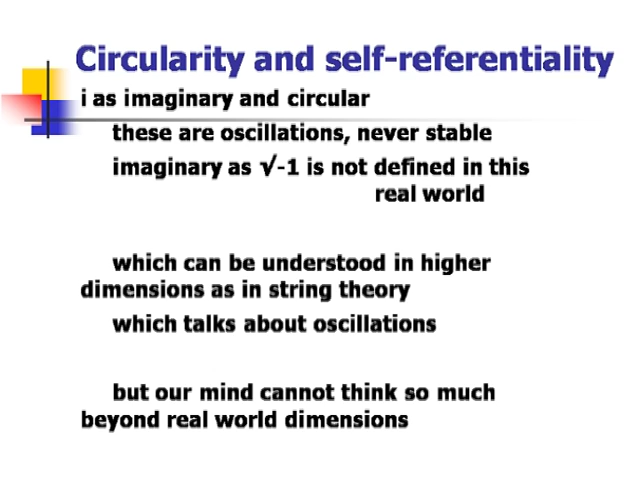 Circularity and self-referentiality
i as imaginary and circular
these are oscillations, never stable
imaginary as √-1 is not defined in this
real world
which can be understood in higher
dimensions as in string theory
which talks about oscillations
but our mind cannot think so much
beyond real world dimensions